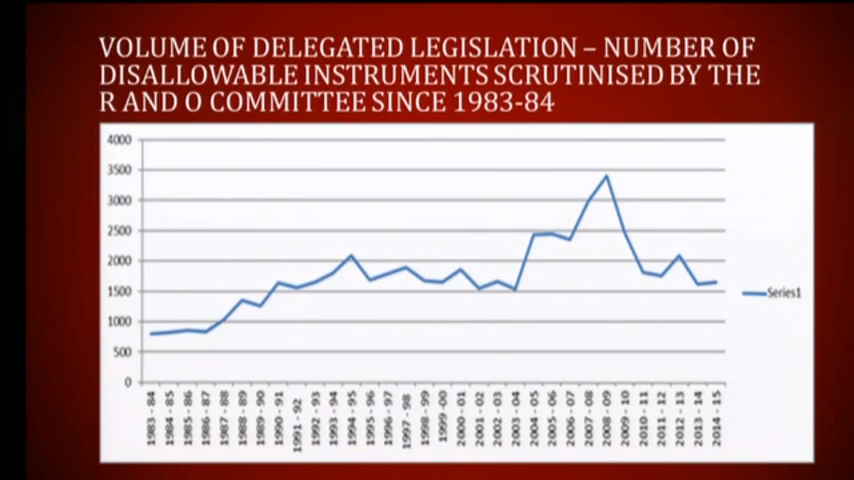 VOLUME OF DELEGATED LEGISLATION – NUMBER OF
DISALLOWABLE INSTRUMENTS SCRUTINISED BY THE
R AND O COMMITTEE SINCE 1983-84
4000
3500
3000
2500
2000
1500
1000
500
0
Series1
1983 - 84
1984 - 85
1985 - 86
1986 - 87
1987 - 88
1988 - 89
1989 - 90
1990 - 91
1991 - 92
1992 - 93
1993 - 94
1994 - 95
1995 - 96
1996 - 97
1997 - 98
1998 - 99
1999 -00
2000 - 01
2001 - 02
2002 - 03
2003 - 04
2004 - 05
2005 - 06
2006 - 07
2007 - 08
2008 - 09
2009 - 10
2010 - 11
2011 - 12
2012 - 13
2013 - 14
2014 - 15